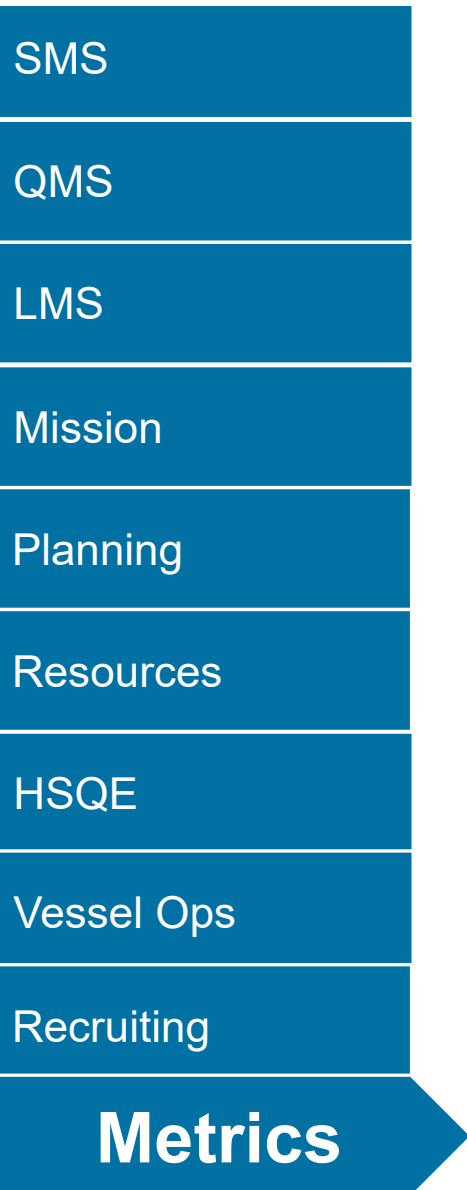 SMS
QMS
LMS
Mission
Planning
Resources
HSQE
Vessel Ops
Recruiting
Metrics